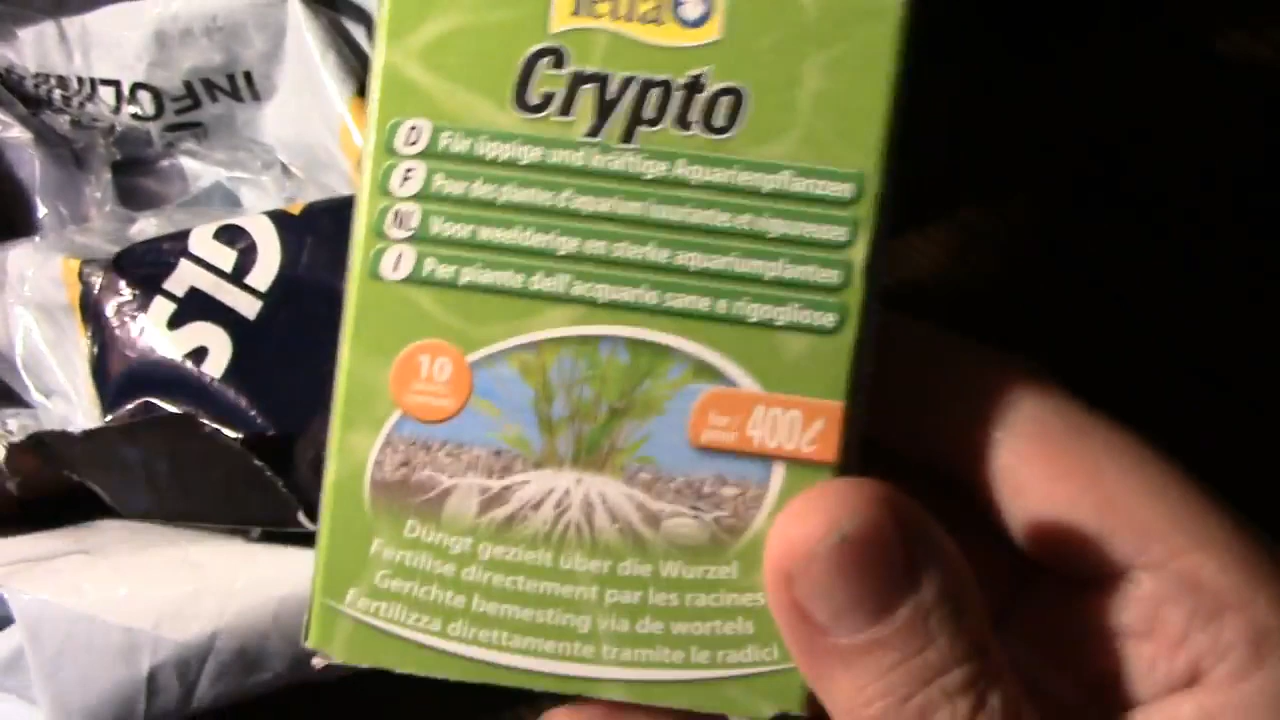 Tetra
Crypto
D Für üppige und kräftige Aquarienpflanzen
F Pour des plantes d'aquarium luxuriantes et vigoureuses
NL Voor weelderige en sterke aquariumplanten
I Per piante dell'acquario sane e rigogliose
10
400ℓ
Düngt gezielt über die Wurzel
Fertilise directement par les racines
Gerichte bemesting via de wortels
Fertilizza direttamente tramite le radici
GLS